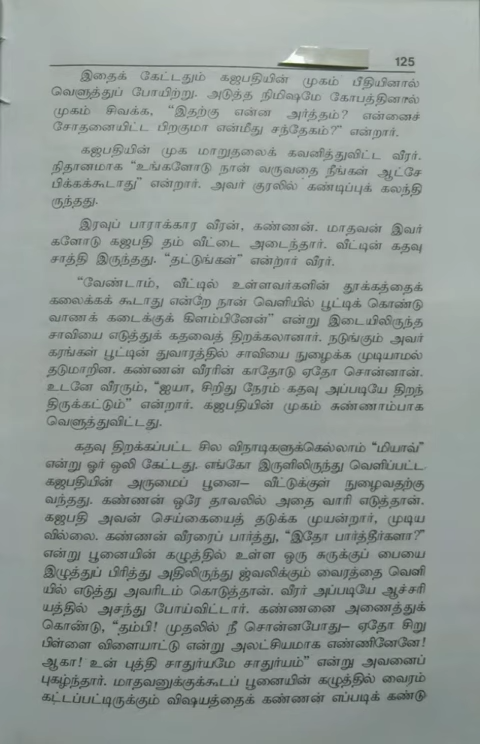 125
இதைக் கேட்டதும் கஜபதியின் முகம் பீதியினால்
வெளுத்துப் போயிற்று. அடுத்த நிமிஷமே கோபத்தினால்
முகம் சிவக்க, “இதற்கு என்ன அர்த்தம்? என்னைச்
சோதனையிட்ட பிறகுமா என்மீது சந்தேகம்?” என்றார்.
கஜபதியின் முக மாறுதலைக் கவனித்துவிட்ட வீரர்.
நிதானமாக “உங்களோடு நான் வருவதை நீங்கள் ஆட்சே
பிக்கக்கூடாது” என்றார். அவர் குரலில் கண்டிப்புக் கலந்தி
ருந்தது.
இரவுப் பாராக்கார வீரன், கண்ணன். மாதவன் இவர்
களோடு கஜபதி தம் வீட்டை அடைந்தார். வீட்டின் கதவு
சாத்தி இருந்தது. “தட்டுங்கள்” என்றார் வீரர்.
“வேண்டாம், வீட்டில் உள்ளவர்களின் தூக்கத்தைக்
கலைக்கக் கூடாது என்றே நான் வெளியில் பூட்டிக் கொண்டு
வாணக் கடைக்குக் கிளம்பினேன்” என்று இடையிலிருந்த
சாவியை எடுத்துக் கதவைத் திறக்கலானார். நடுங்கும் அவர்
கரங்கள் பூட்டின் துவாரத்தில் சாவியை நுழைக்க முடியாமல்
தடுமாறின. கண்ணன் வீரரின் காதோடு ஏதோ சொன்னான்.
உடனே வீரரும், “ஐயா, சிறிது நேரம் கதவு அப்படியே திறந்
திருக்கட்டும்” என்றார். கஜபதியின் முகம் சுண்ணாம்பாக
வெளுத்துவிட்டது.
கதவு திறக்கப்பட்ட சில விநாடிகளுக்கெல்லாம் “மியாவ்”
என்று ஓர் ஒலி கேட்டது. எங்கோ இருளிலிருந்து வெளிப்பட்ட
கஜபதியின் அருமைப் பூனை— வீட்டுக்குள் நுழைவதற்கு
வந்தது. கண்ணன் ஒரே தாவலில் அதை வாரி எடுத்தான்.
கஜபதி அவன் செய்கையைத் தடுக்க முயன்றார், முடிய
வில்லை. கண்ணன் வீரரைப் பார்த்து, “இதோ பார்த்தீர்களா?”
என்று பூனையின் கழுத்தில் உள்ள ஒரு சுருக்குப் பையை
இழுத்துப் பிரித்து அதிலிருந்து ஜ்வலிக்கும் வைரத்தை வெளி
யில் எடுத்து அவரிடம் கொடுத்தான். வீரர் அப்படியே ஆச்சரி
யத்தில் அசந்து போய்விட்டார். கண்ணனை அணைத்துக்
கொண்டு, “தம்பி! முதலில் நீ சொன்னபோது— ஏதோ சிறு
பிள்ளை விளையாட்டு என்று அலட்சியமாக எண்ணினேனே!
ஆகா! உன் புத்தி சாதுர்யமே சாதுர்யம்” என்று அவனைப்
புகழ்ந்தார். மாதவனுக்குக்கூடப் பூனையின் கழுத்தில் வைரம்
கட்டப்பட்டிருக்கும் விஷயத்தைக் கண்ணன் எப்படிக் கண்டு